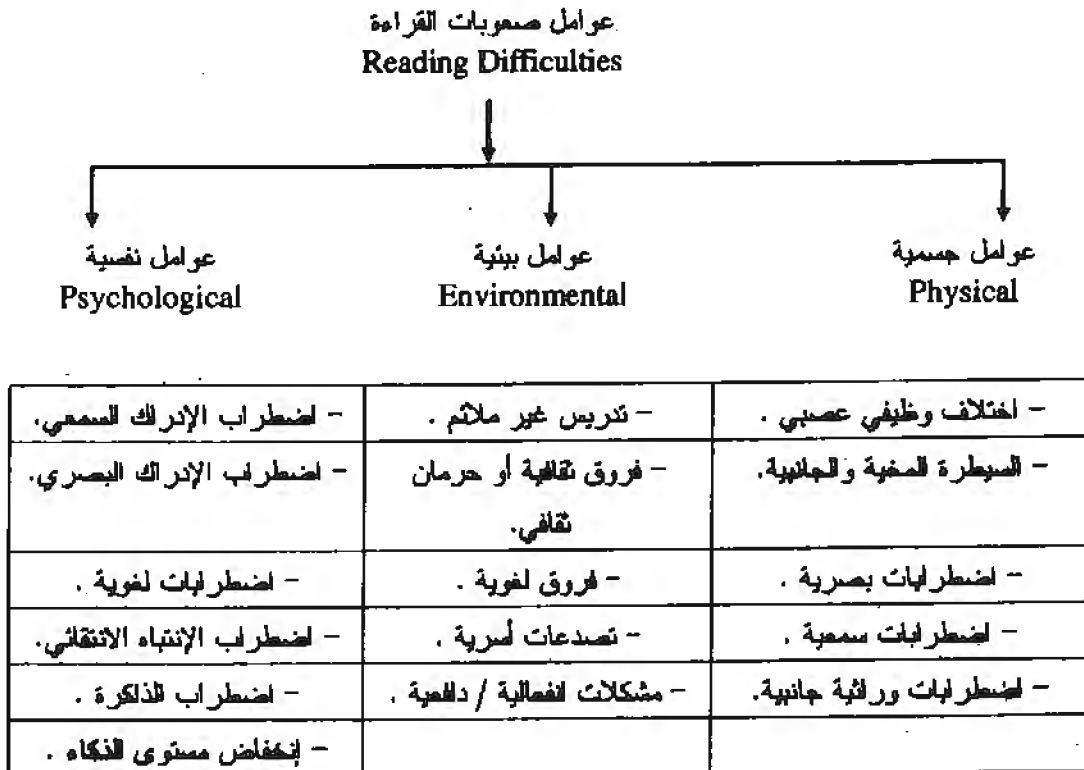 عوامل صعوبات القراءة
Reading Difficulties
عوامل جسمية
Physical
عوامل بيئية
Environmental
عوامل نفسية
Psychological
- اختلاف وظيفي عصبي .
- تدريس غير ملائم .
- اضطراب الإدراك السمعي.
- السيطرة المخية والجانبية.
- فروق ثقافية أو حرمان
ثقافي.
- اضطراب الإدراك البصري.
- اضطرابات بصرية .
- فروق لغوية .
- اضطرابات لغوية .
- اضطرابات سمعية .
- تصدعات أسرية .
- اضطراب الإنتباه الانتقائي.
- اضطرابات وراثية جانبية.
- مشكلات انفعالية / دافعية .
- اضطراب الذاكرة .
- إنخفاض مستوى الذكاء .